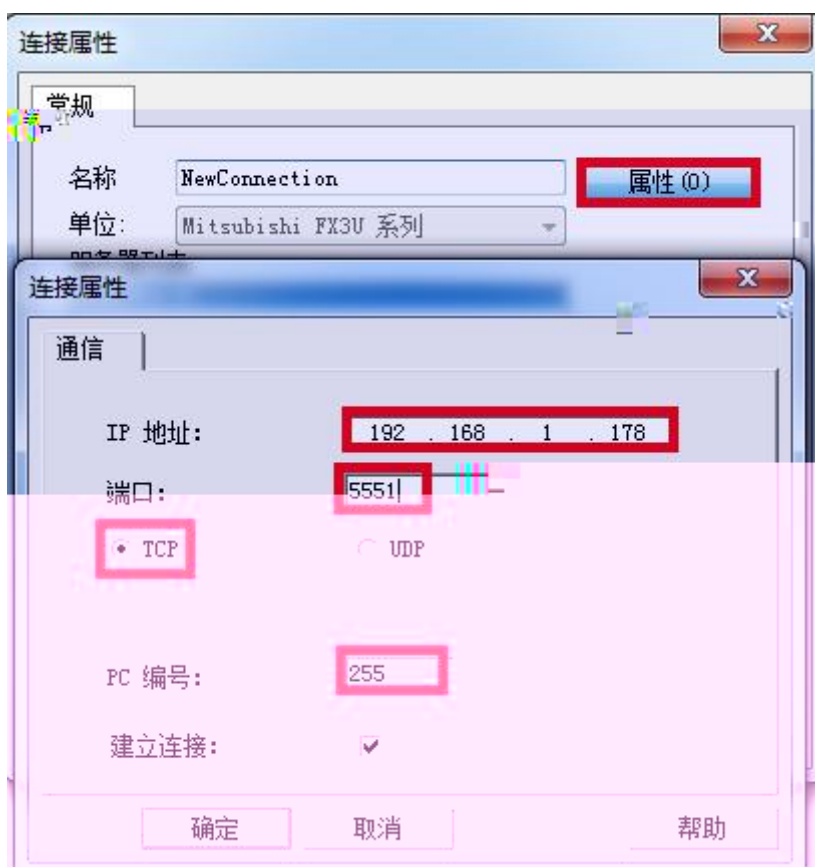 连接属性
常规
名称 NewConnection 属性(O)
单位: Mitsubishi FX3U 系列
连接属性
通信
IP 地址: 192 . 168 . 1 . 178
端口: 5551
TCP UDP
PC 编号: 255
建立连接:
确定 取消 帮助